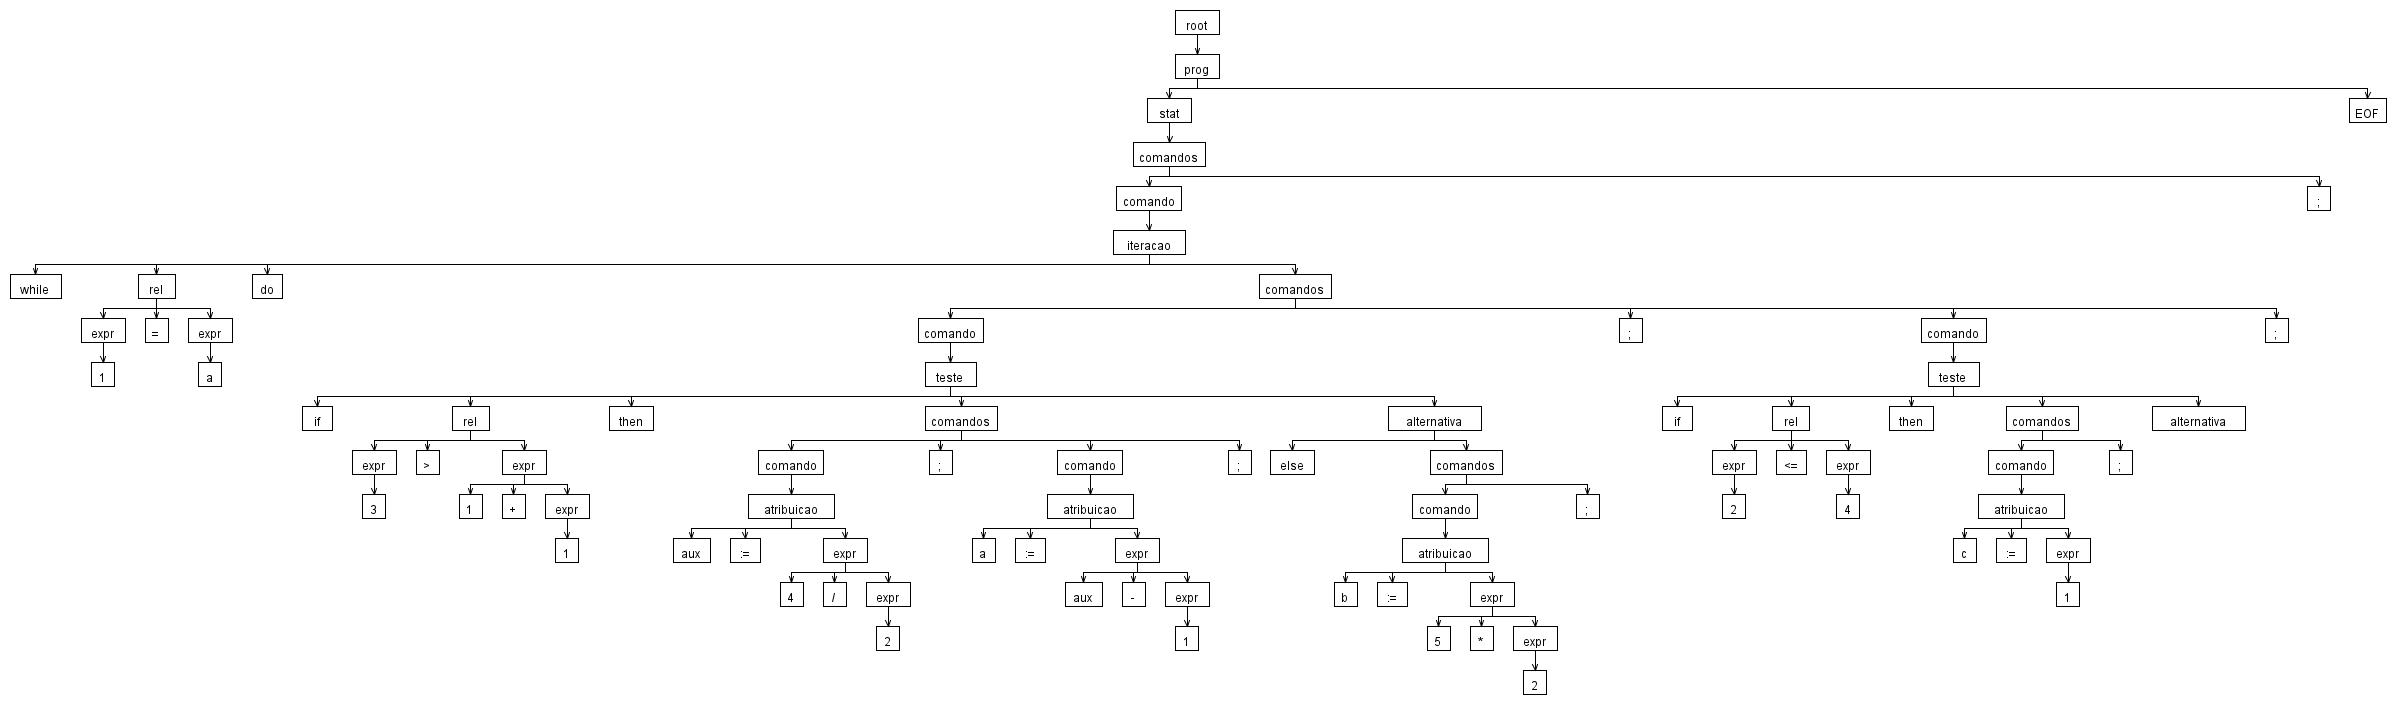 root
prog
stat EOF
comandos
comando ;
iteracao
while rel do comandos
expr = expr comando ; comando ;
1 a teste teste
if rel then comandos alternativa if rel then comandos alternativa
expr > expr comando ; comando ; else comandos expr <= expr comando ;
3 1 + expr atribuicao atribuicao comando ; 2 4 atribuicao
1 aux := expr a := expr atribuicao c := expr
4 / expr aux - expr b := expr 1
2 1 5 * expr
2